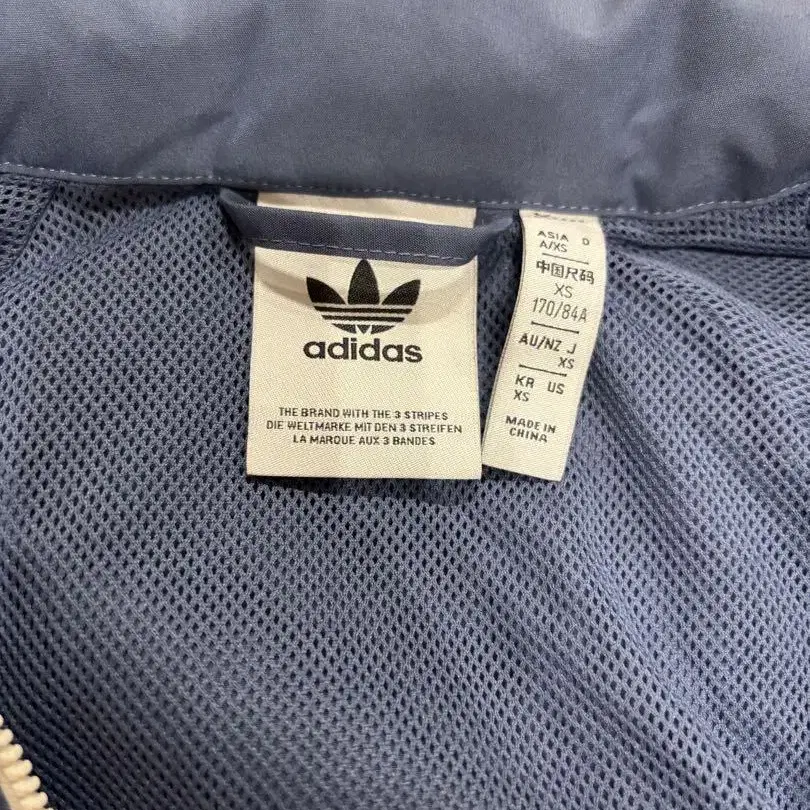 adidas
THE BRAND WITH THE 3 STRIPES
DIE WELTMARKE MIT DEN 3 STREIFEN
LA MARQUE AUX 3 BANDES
ASIA D
A/XS
中国尺码
XS
170/84A
AU/NZ J
XS
KR US
XS
MADE IN
CHINA